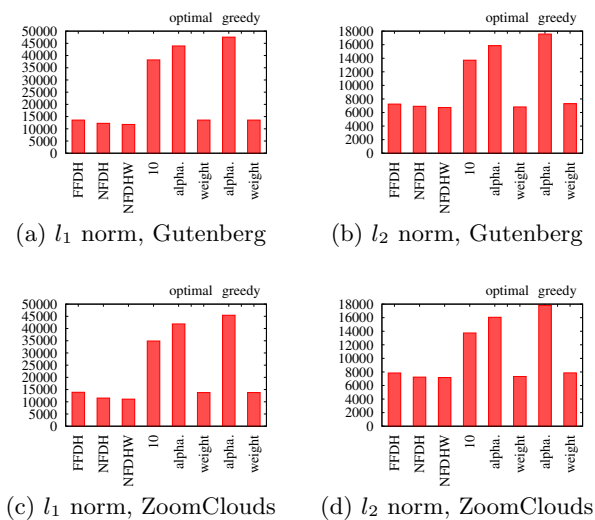 optimal greedy
50000
45000
40000
35000
30000
25000
20000
15000
10000
5000
0
FFDH
NFDH
NFDHW
10
alpha.
weight
alpha.
weight
(a) l1 norm, Gutenberg
optimal greedy
18000
16000
14000
12000
10000
8000
6000
4000
2000
0
FFDH
NFDH
NFDHW
10
alpha.
weight
alpha.
weight
(b) l2 norm, Gutenberg
optimal greedy
50000
45000
40000
35000
30000
25000
20000
15000
10000
5000
0
FFDH
NFDH
NFDHW
10
alpha.
weight
alpha.
weight
(c) l1 norm, ZoomClouds
optimal greedy
18000
16000
14000
12000
10000
8000
6000
4000
2000
0
FFDH
NFDH
NFDHW
10
alpha.
weight
alpha.
weight
(d) l2 norm, ZoomClouds